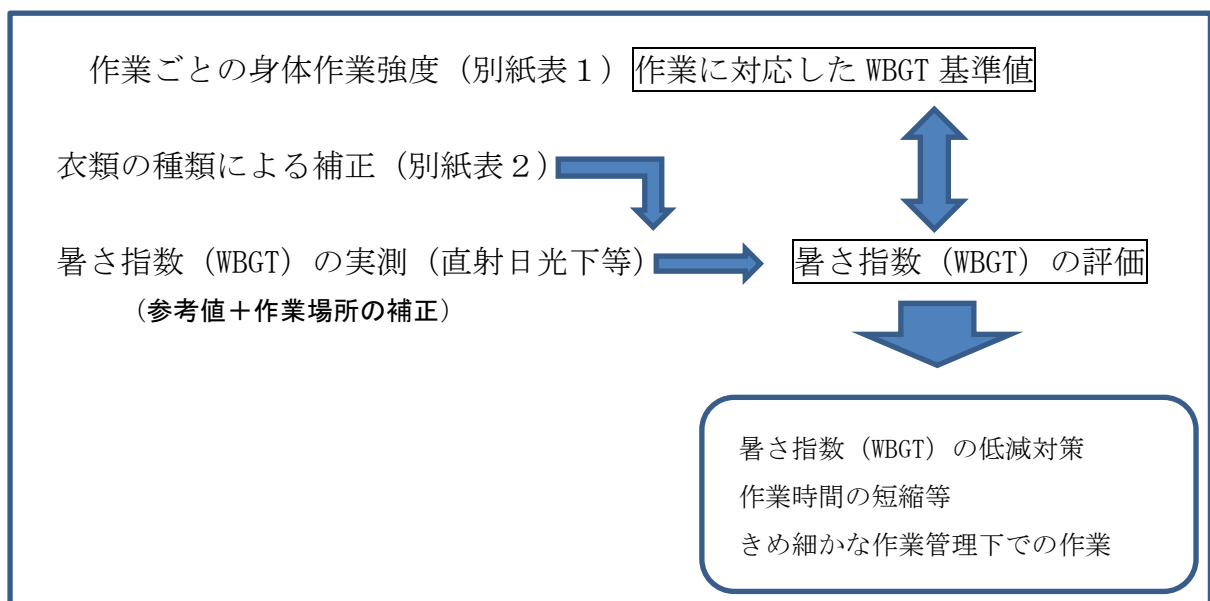 作業ごとの身体作業強度（別紙表１）作業に対応した WBGT 基準値
衣類の種類による補正（別紙表２）
暑さ指数（WBGT）の実測（直射日光下等） 暑さ指数（WBGT）の評価
（参考値＋作業場所の補正）
暑さ指数（WBGT）の低減対策
作業時間の短縮等
きめ細かな作業管理下での作業